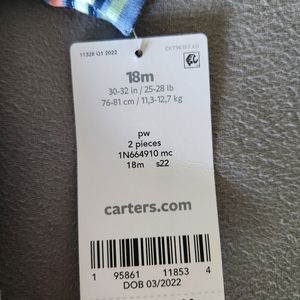 11328 Q1 2022
18m
30-32 in / 25-28 lb
76-81 cm / 11,3-12,7 kg
pw
2 pieces
1N664910 mc
18m s22
carters.com
1 95861 11853 4
DOB 03/2022